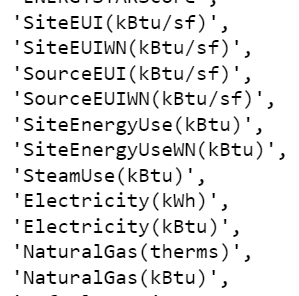 'SiteEUI(kBtu/sf)',
'SiteEUIWN(kBtu/sf)',
'SourceEUI(kBtu/sf)',
'SourceEUIWN(kBtu/sf)',
'SiteEnergyUse(kBtu)',
'SiteEnergyUseWN(kBtu)',
'SteamUse(kBtu)',
'Electricity(kWh)',
'Electricity(kBtu)',
'NaturalGas(therms)',
'NaturalGas(kBtu)',